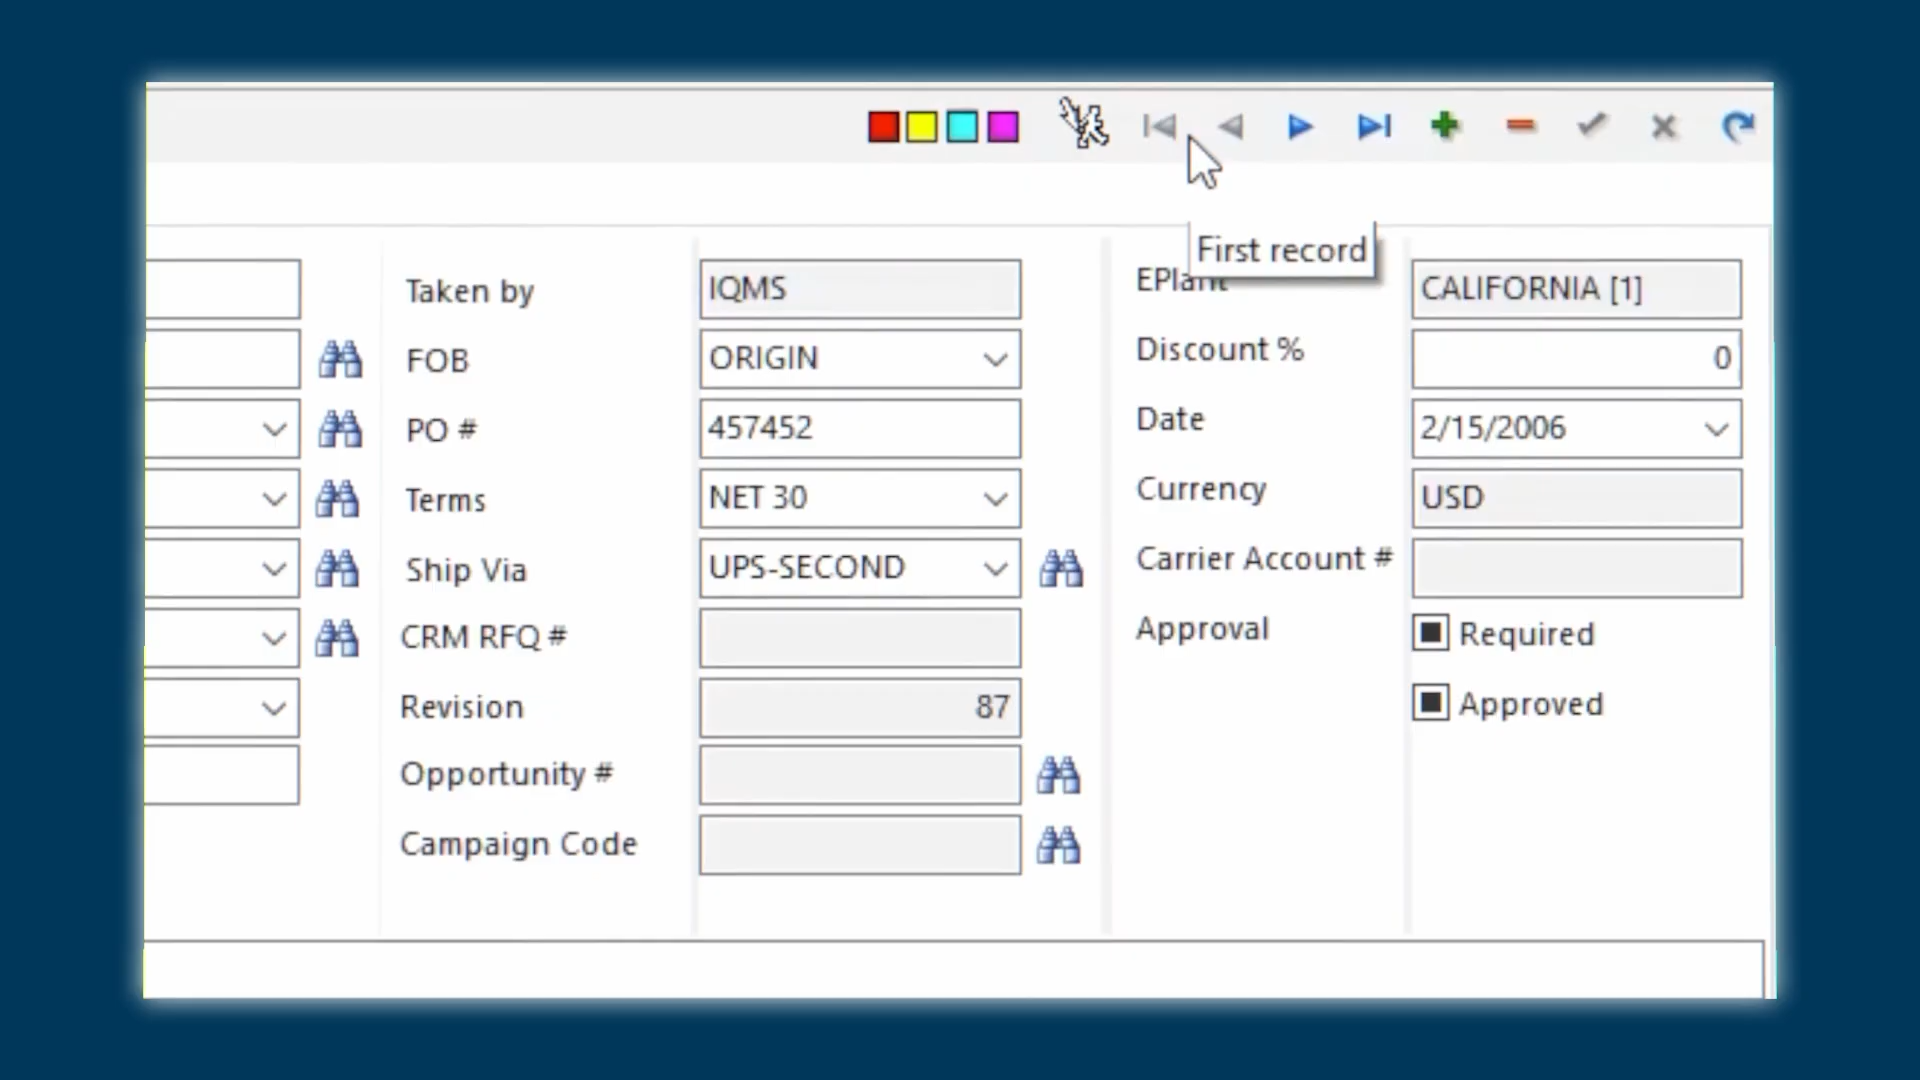 First record
Taken by IQMS
FOB ORIGIN
PO # 457452
Terms NET 30
Ship Via UPS-SECOND
CRM RFQ #
Revision 87
Opportunity #
Campaign Code
EPlant CALIFORNIA [1]
Discount % 0
Date 2/15/2006
Currency USD
Carrier Account #
Approval Required
Approved